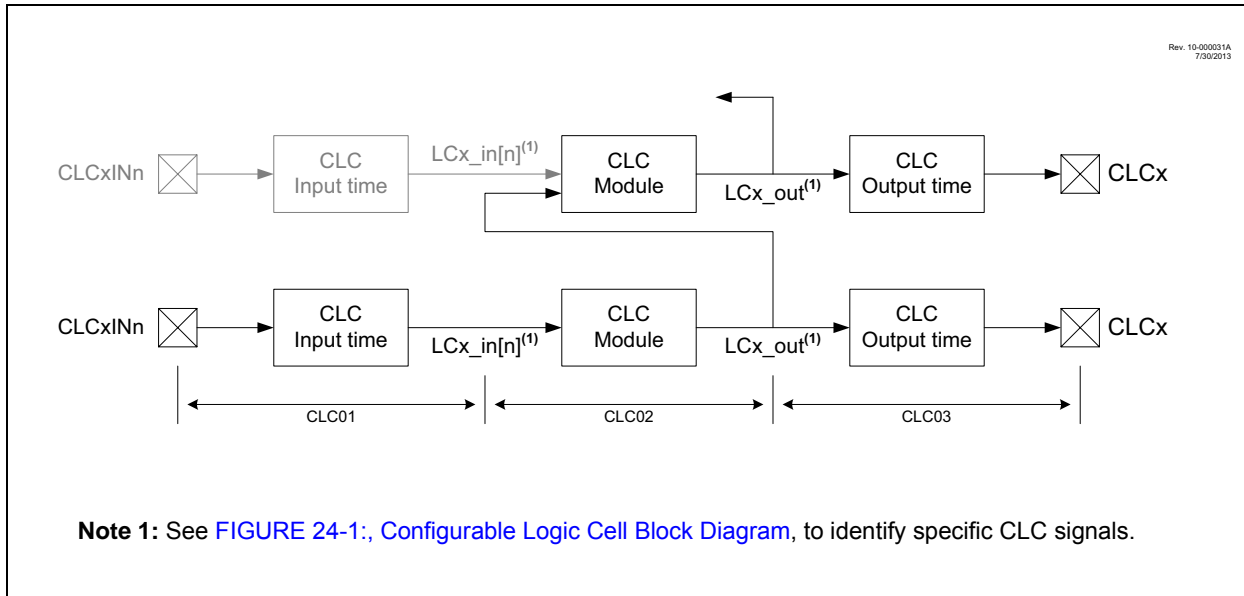 Rev. 10-000031A
7/30/2013
CLCxINn
CLC
Input time
LCx_in[n](1)
CLC
Module
LCx_out(1)
CLC
Output time
CLCx
CLCxINn
CLC
Input time
LCx_in[n](1)
CLC
Module
LCx_out(1)
CLC
Output time
CLCx
CLC01
CLC02
CLC03
Note 1: See FIGURE 24-1:, Configurable Logic Cell Block Diagram, to identify specific CLC signals.